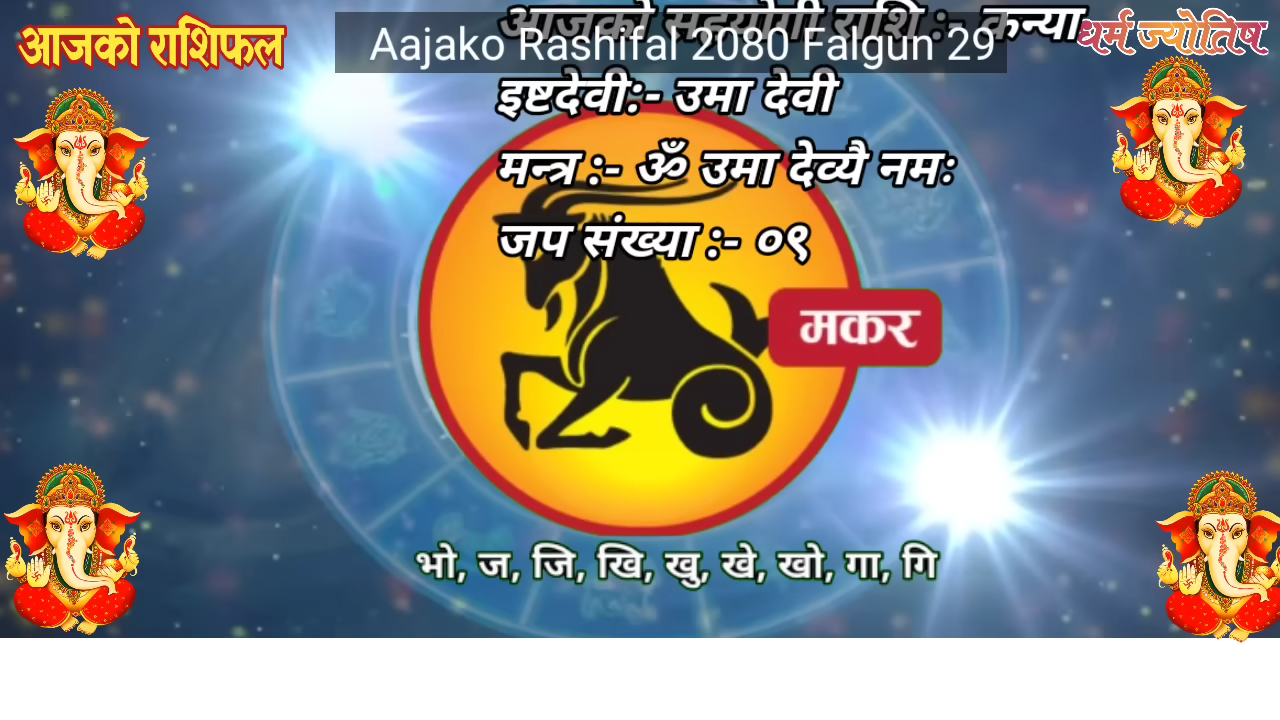 आजको राशिफल
आजको सहयोगी राशि :- कन्या
धर्म ज्योतिष
Aajako Rashifal 2080 Falgun 29
इष्टदेवी:- उमा देवी
मन्त्र :- ॐ उमा देव्यै नमः
जप संख्या :- ०९
मकर
भो, ज, जि, खि, खु, खे, खो, गा, गि